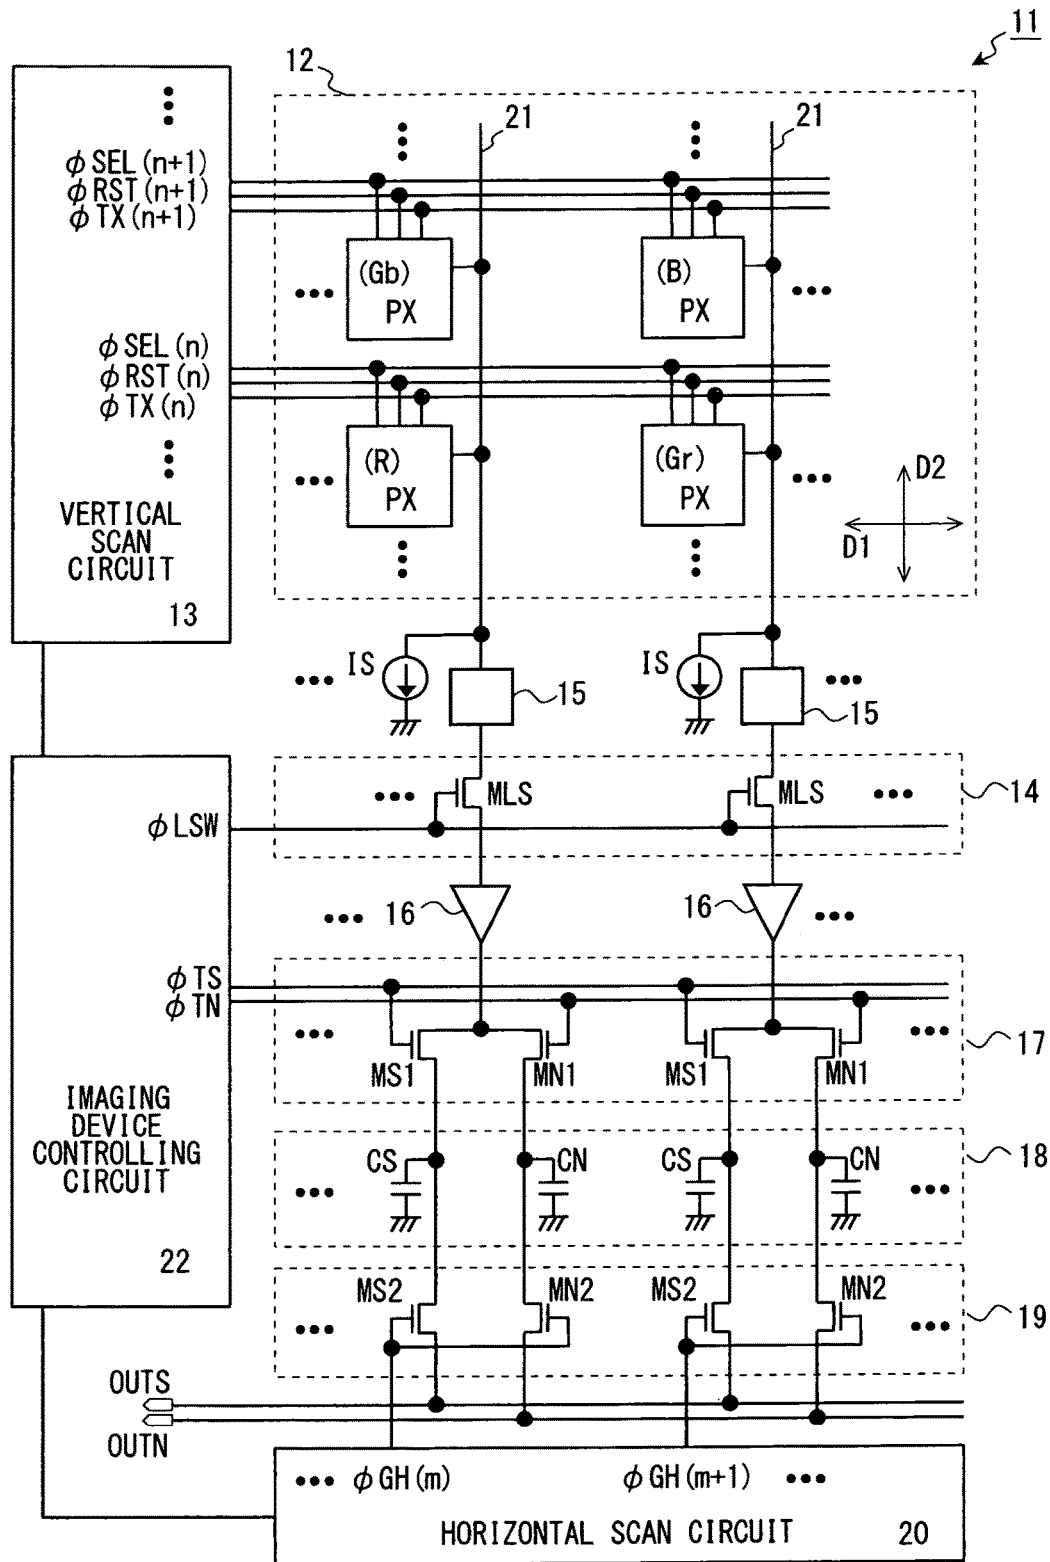 11
12
21 21
φSEL(n+1)
φRST(n+1)
φTX(n+1)
(Gb) PX
(B) PX
φSEL(n)
φRST(n)
φTX(n)
(R) PX
(Gr) PX
D2
D1
VERTICAL
SCAN
CIRCUIT
13
IS 15
IS 15
MLS MLS 14
φLSW
16 16
φTS
φTN
MS1 MN1 MS1 MN1 17
IMAGING
DEVICE
CONTROLLING
CIRCUIT
22
CS CN CS CN 18
MS2 MN2 MS2 MN2 19
OUTS
OUTN
φGH(m) φGH(m+1)
HORIZONTAL SCAN CIRCUIT 20